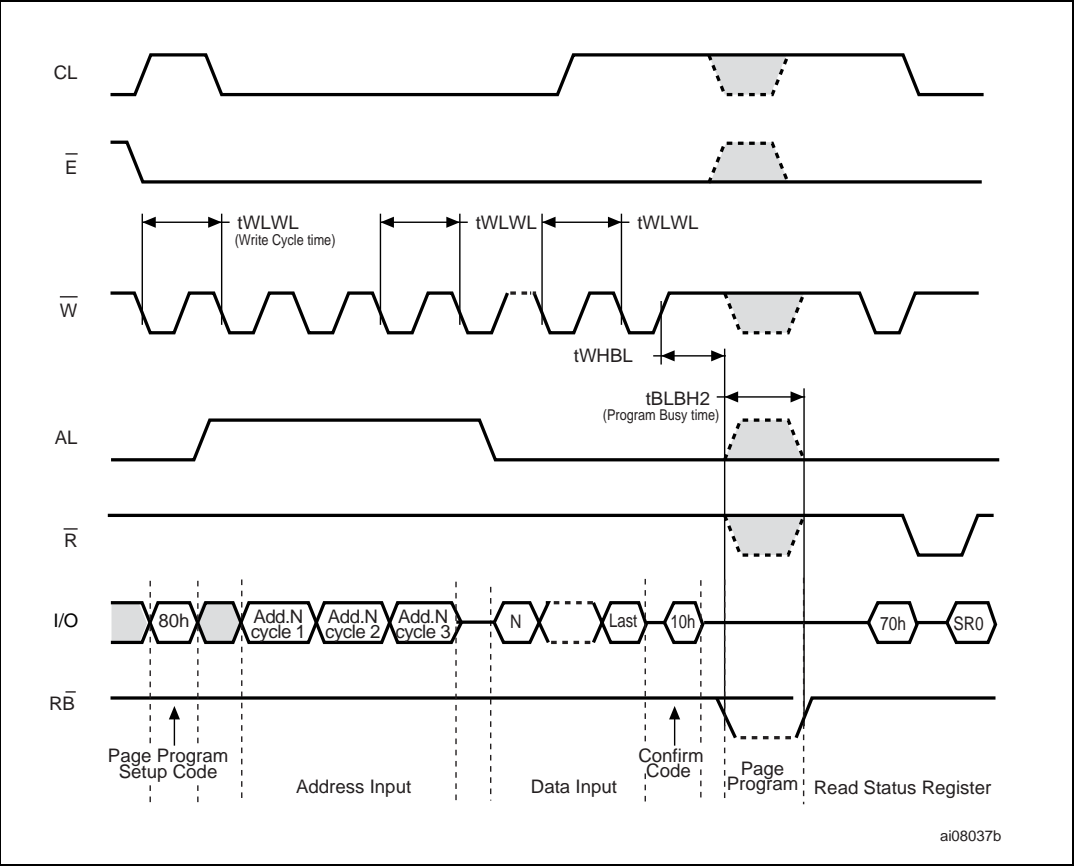 CL
E̅
tWLWL
(Write Cycle time)
tWLWL
tWLWL
W̅
tWHBL
tBLBH2
(Program Busy time)
AL
R̅
I/O
80h
Add.N
cycle 1
Add.N
cycle 2
Add.N
cycle 3
N
Last
10h
70h
SR0
RB̅
Page Program
Setup Code
Address Input
Data Input
Confirm
Code
Page
Program
Read Status Register
ai08037b